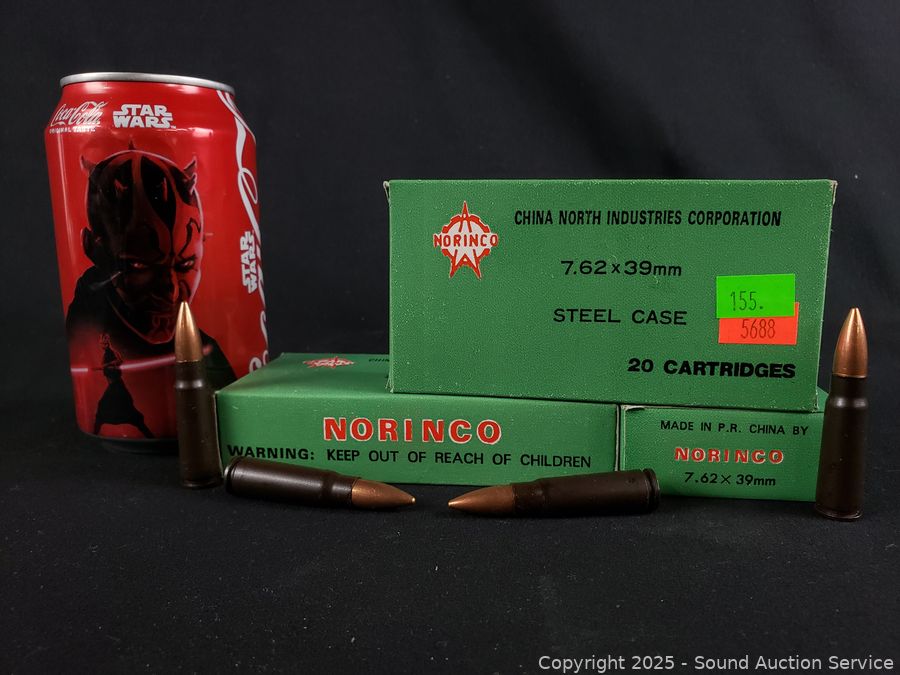 Coca-Cola
ORIGINAL TASTE
STAR
WARS
STAR
WARS
NORINCO
CHINA NORTH INDUSTRIES CORPORATION
7.62×39mm
STEEL CASE
155.
5688
20 CARTRIDGES
NORINCO
WARNING: KEEP OUT OF REACH OF CHILDREN
MADE IN P.R. CHINA BY
NORINCO
7.62×39mm
Copyright © 2025 - Sound Auction Service